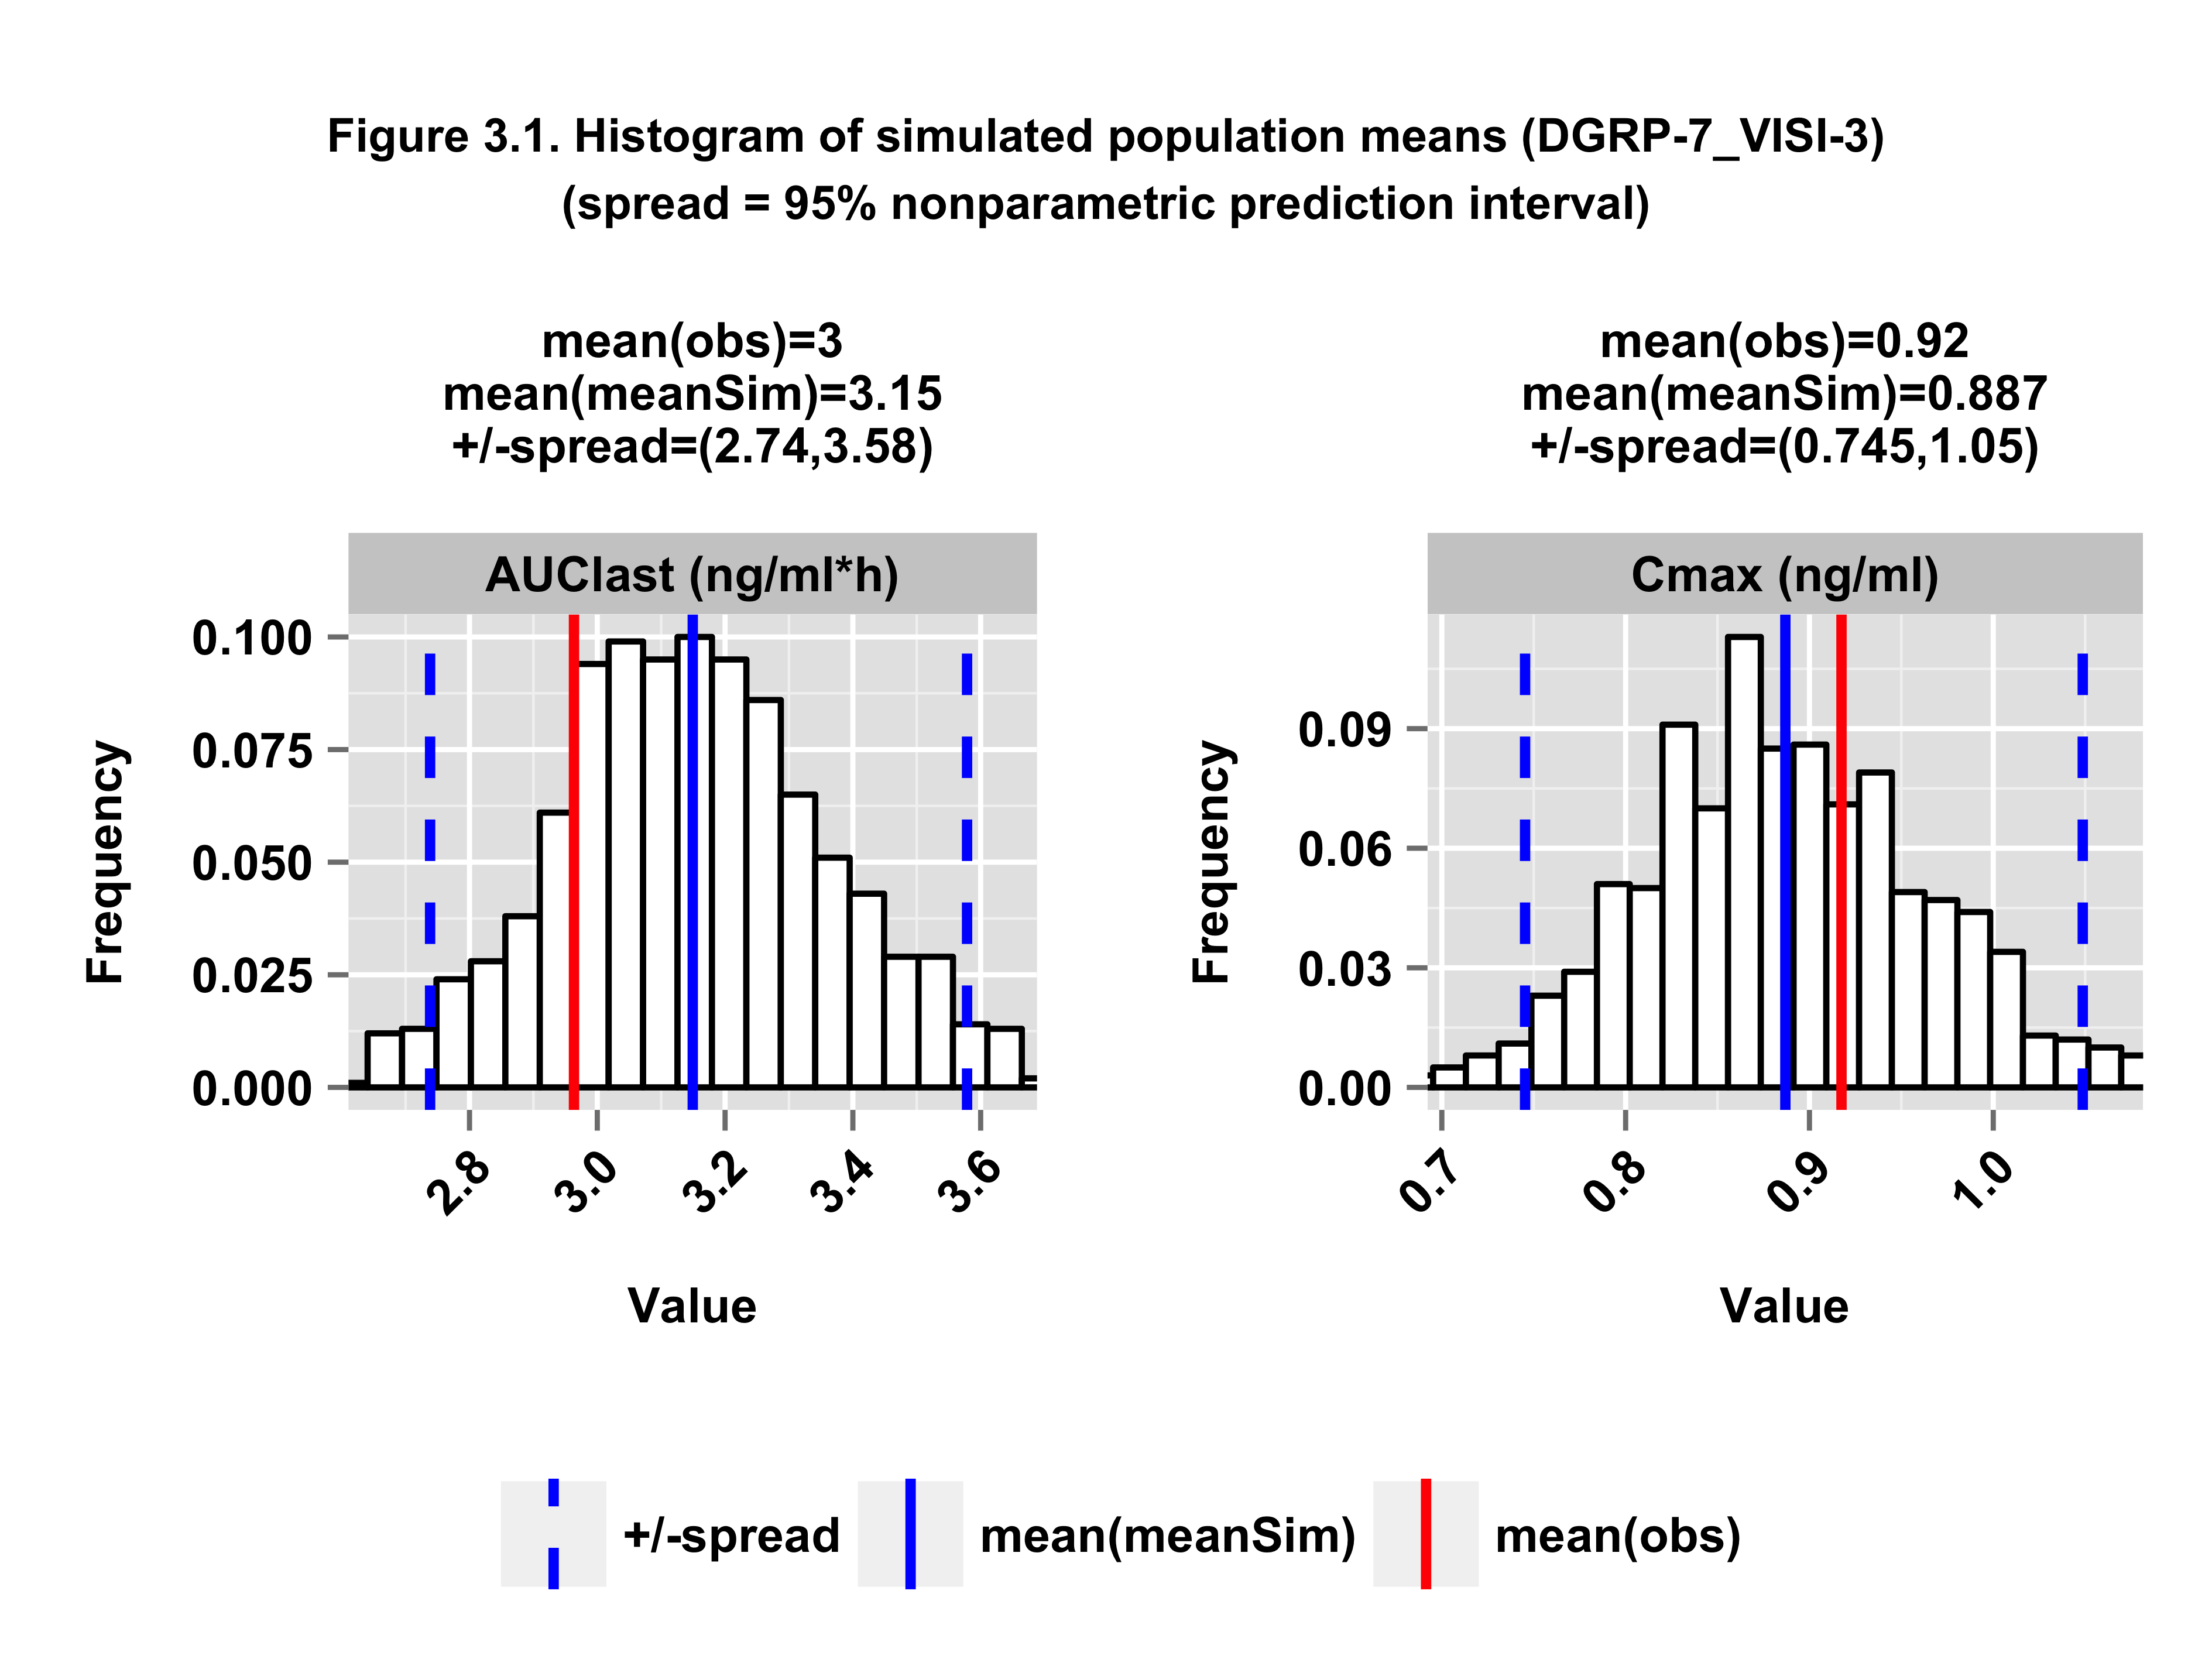 Figure 3.1. Histogram of simulated population means (DGRP-7_VISI-3)
(spread = 95% nonparametric prediction interval)
mean(obs)=3
mean(meanSim)=3.15
+/-spread=(2.74,3.58)
AUClast (ng/ml*h)
0.100
0.075
0.050
0.025
0.000
Frequency
2.8 3.0 3.2 3.4 3.6
Value
mean(obs)=0.92
mean(meanSim)=0.887
+/-spread=(0.745,1.05)
Cmax (ng/ml)
0.09
0.06
0.03
0.00
Frequency
0.7 0.8 0.9 1.0
Value
+/-spread mean(meanSim) mean(obs)